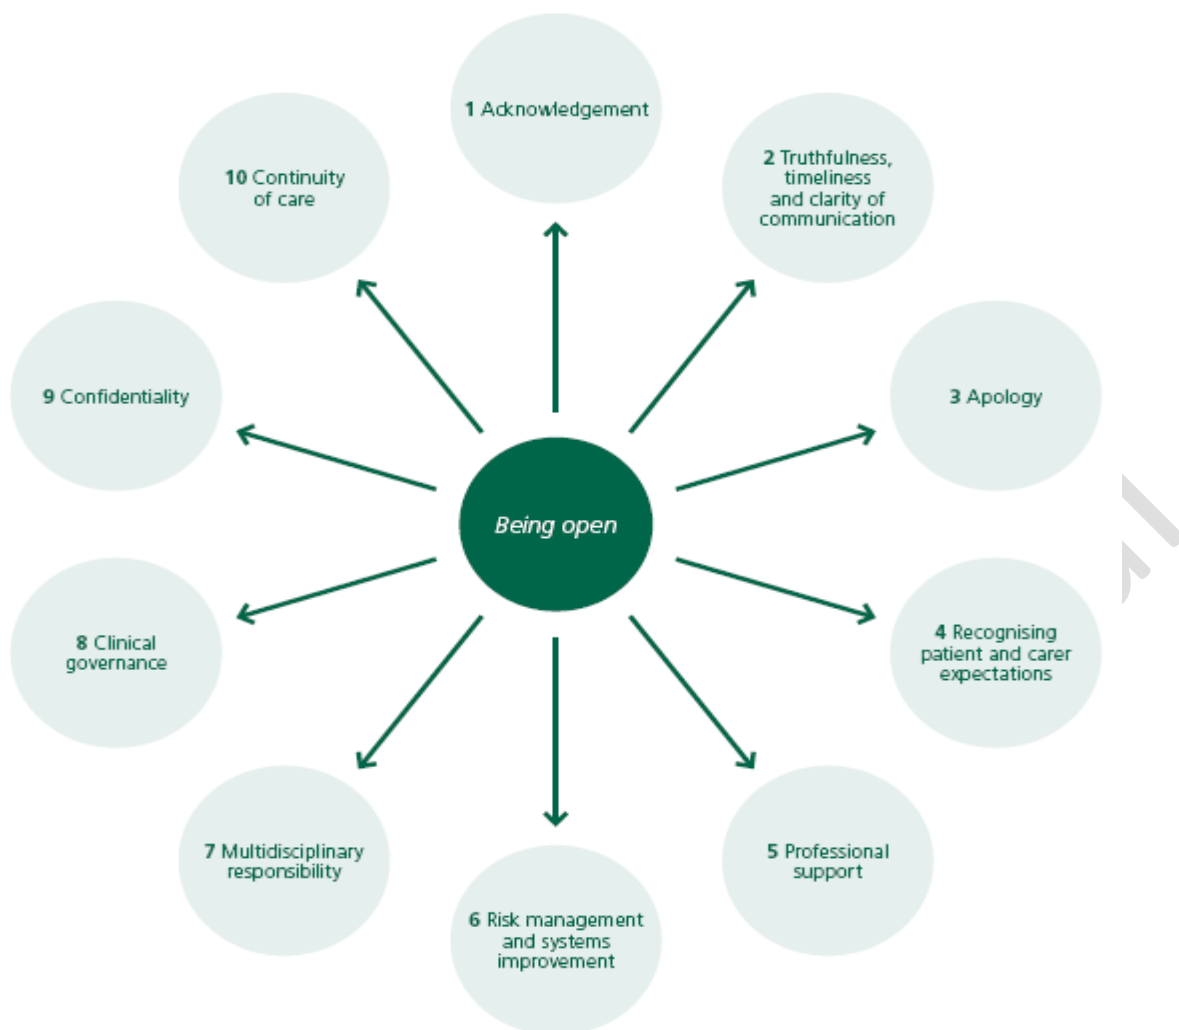 1 Acknowledgement
2 Truthfulness,
timeliness
and clarity of
communication
3 Apology
4 Recognising
patient and carer
expectations
5 Professional
support
6 Risk management
and systems
improvement
7 Multidisciplinary
responsibility
8 Clinical
governance
9 Confidentiality
10 Continuity
of care
Being open